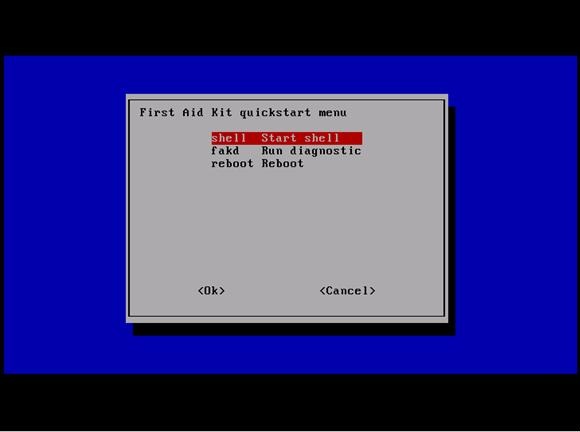 First Aid Kit quickstart menu
shell Start shell
fakd Run diagnostic
reboot Reboot
<Ok> <Cancel>